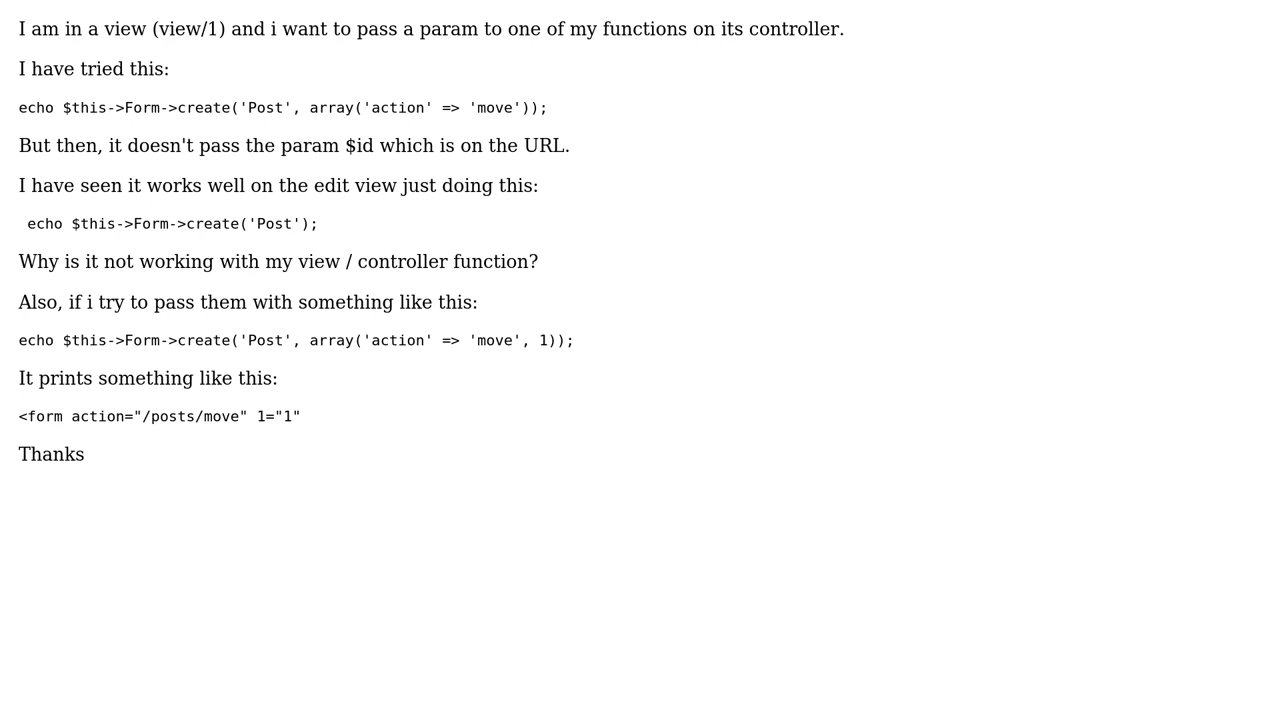 I am in a view (view/1) and i want to pass a param to one of my functions on its controller.
I have tried this:
echo $this->Form->create('Post', array('action' => 'move'));
But then, it doesn't pass the param $id which is on the URL.
I have seen it works well on the edit view just doing this:
echo $this->Form->create('Post');
Why is it not working with my view / controller function?
Also, if i try to pass them with something like this:
echo $this->Form->create('Post', array('action' => 'move', 1));
It prints something like this:
<form action="/posts/move" 1="1"
Thanks